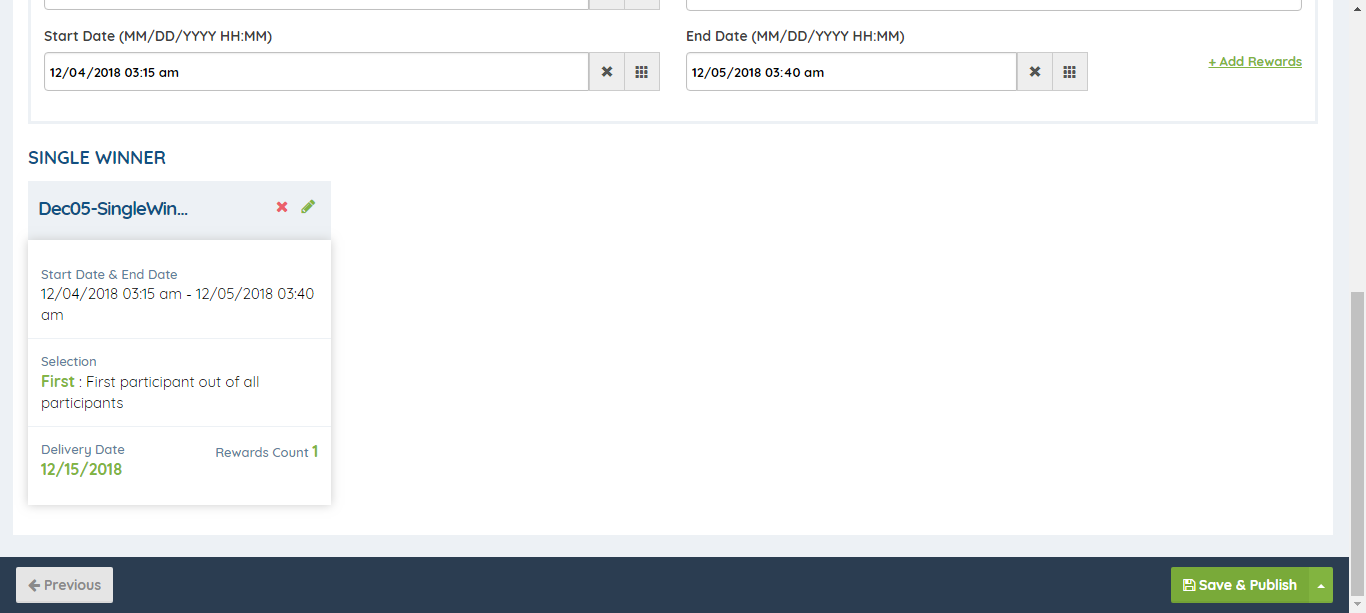 Start Date (MM/DD/YYYY HH:MM)
End Date (MM/DD/YYYY HH:MM)
12/04/2018 03:15 am
12/05/2018 03:40 am
+ Add Rewards
SINGLE WINNER
Dec05-SingleWin...
Start Date & End Date
12/04/2018 03:15 am - 12/05/2018 03:40
am
Selection
First : First participant out of all
participants
Delivery Date
12/15/2018
Rewards Count 1
Previous
Save & Publish